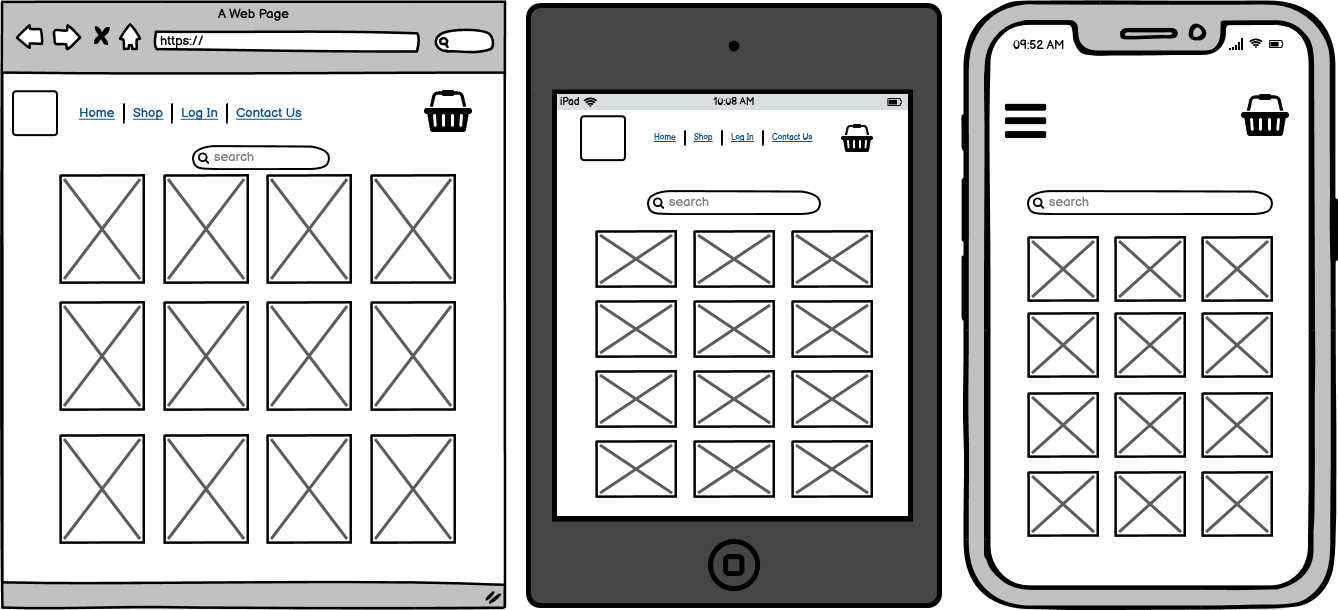 A Web Page
https://
Home Shop Log In Contact Us
search
iPad 10:08 AM
Home Shop Log In Contact Us
search
09:52 AM
search